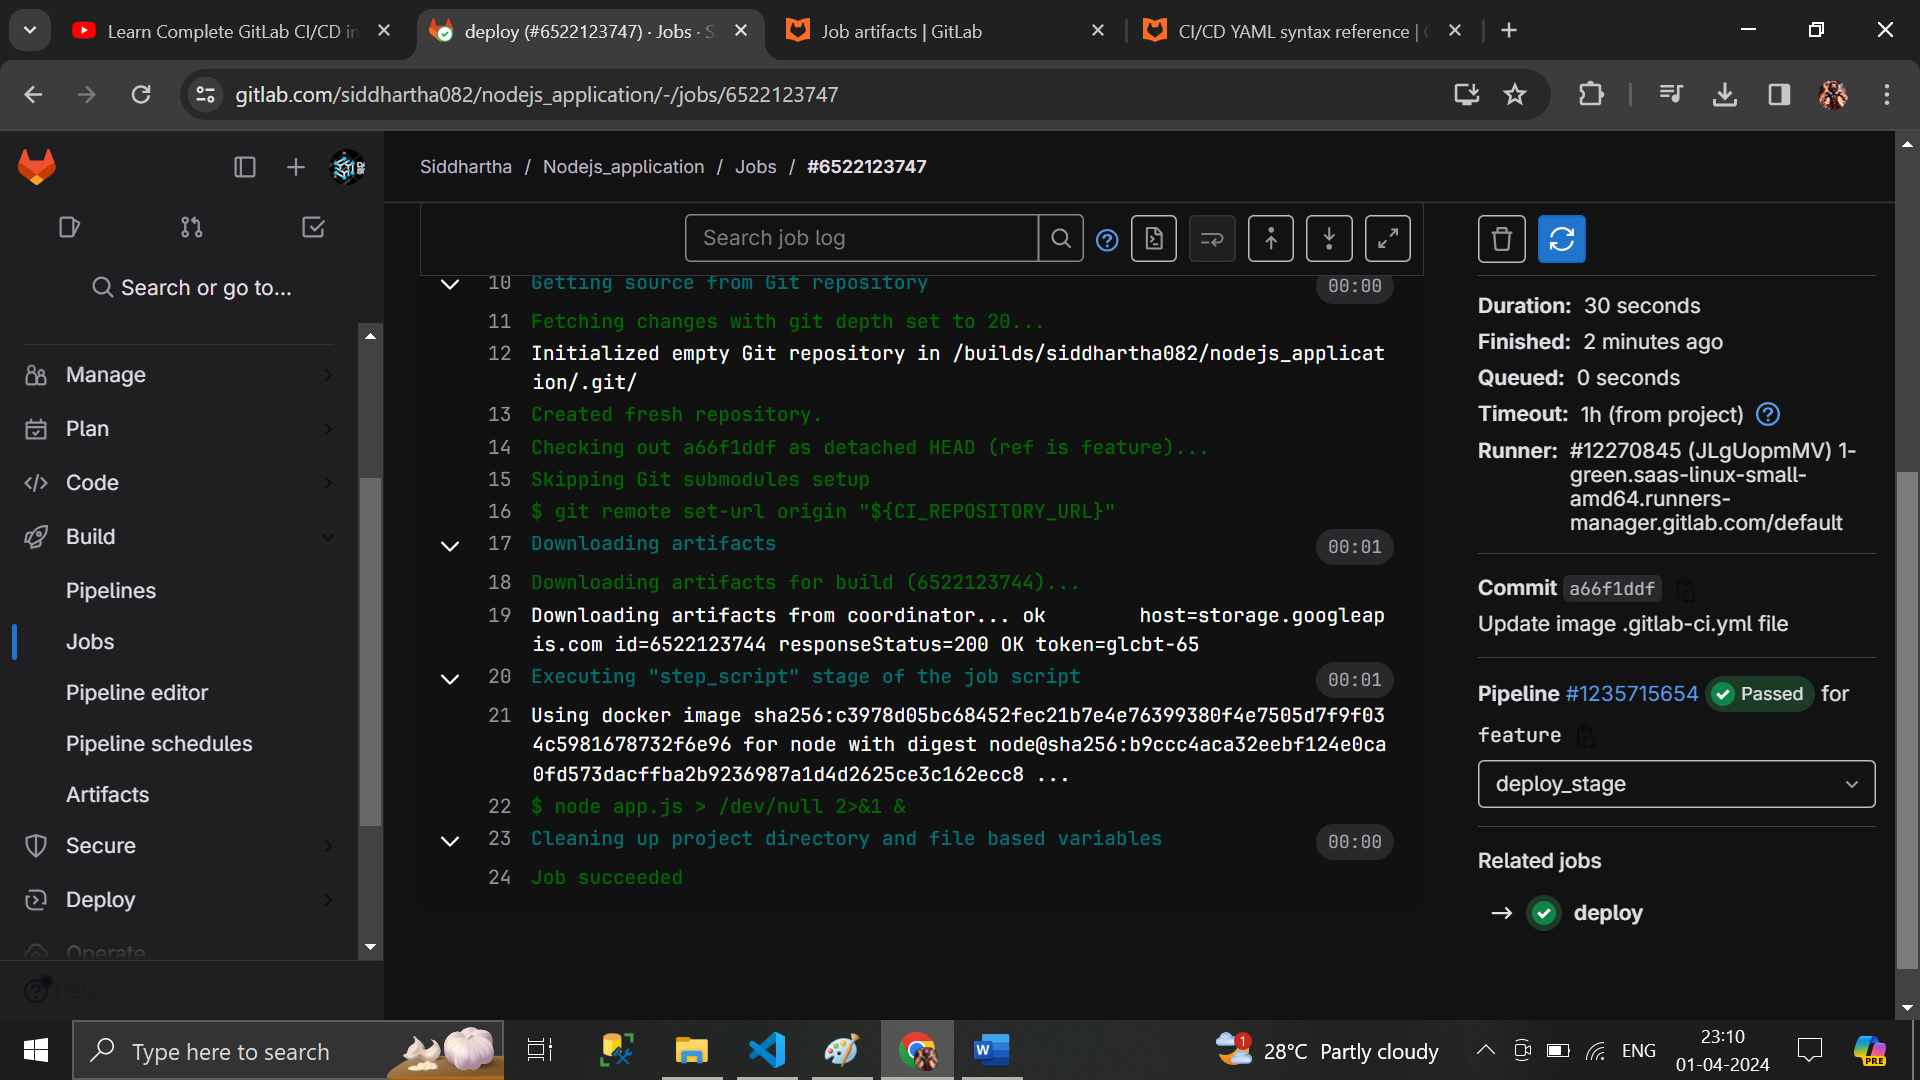 Learn Complete GitLab CI/CD in
deploy (#6522123747) · Jobs · S
Job artifacts | GitLab
CI/CD YAML syntax reference |
gitlab.com/siddhartha082/nodejs_application/-/jobs/6522123747
Siddhartha / Nodejs_application / Jobs / #6522123747
Search or go to...
Manage
Plan
Code
Build
Pipelines
Jobs
Pipeline editor
Pipeline schedules
Artifacts
Secure
Deploy
Operate
Help
Search job log
10 Getting source from Git repository 00:00
11 Fetching changes with git depth set to 20...
12 Initialized empty Git repository in /builds/siddhartha082/nodejs_applicat
ion/.git/
13 Created fresh repository.
14 Checking out a66f1ddf as detached HEAD (ref is feature)...
15 Skipping Git submodules setup
16 $ git remote set-url origin "${CI_REPOSITORY_URL}"
17 Downloading artifacts 00:01
18 Downloading artifacts for build (6522123744)...
19 Downloading artifacts from coordinator... ok host=storage.googleap
is.com id=6522123744 responseStatus=200 OK token=glcbt-65
20 Executing "step_script" stage of the job script 00:01
21 Using docker image sha256:c3978d05bc68452fec21b7e4e76399380f4e7505d7f9f03
4c5981678732f6e96 for node with digest node@sha256:b9ccc4aca32eebf124e0ca
0fd573dacffba2b9236987a1d4d2625ce3c162ecc8 ...
22 $ node app.js > /dev/null 2>&1 &
23 Cleaning up project directory and file based variables 00:00
24 Job succeeded
Duration: 30 seconds
Finished: 2 minutes ago
Queued: 0 seconds
Timeout: 1h (from project)
Runner: #12270845 (JLgUopmMV) 1-
green.saas-linux-small-
amd64.runners-
manager.gitlab.com/default
Commit a66f1ddf
Update image .gitlab-ci.yml file
Pipeline #1235715654 Passed for
feature
deploy_stage
Related jobs
→ deploy
Type here to search
1
28°C Partly cloudy
ENG
23:10
01-04-2024
PRE